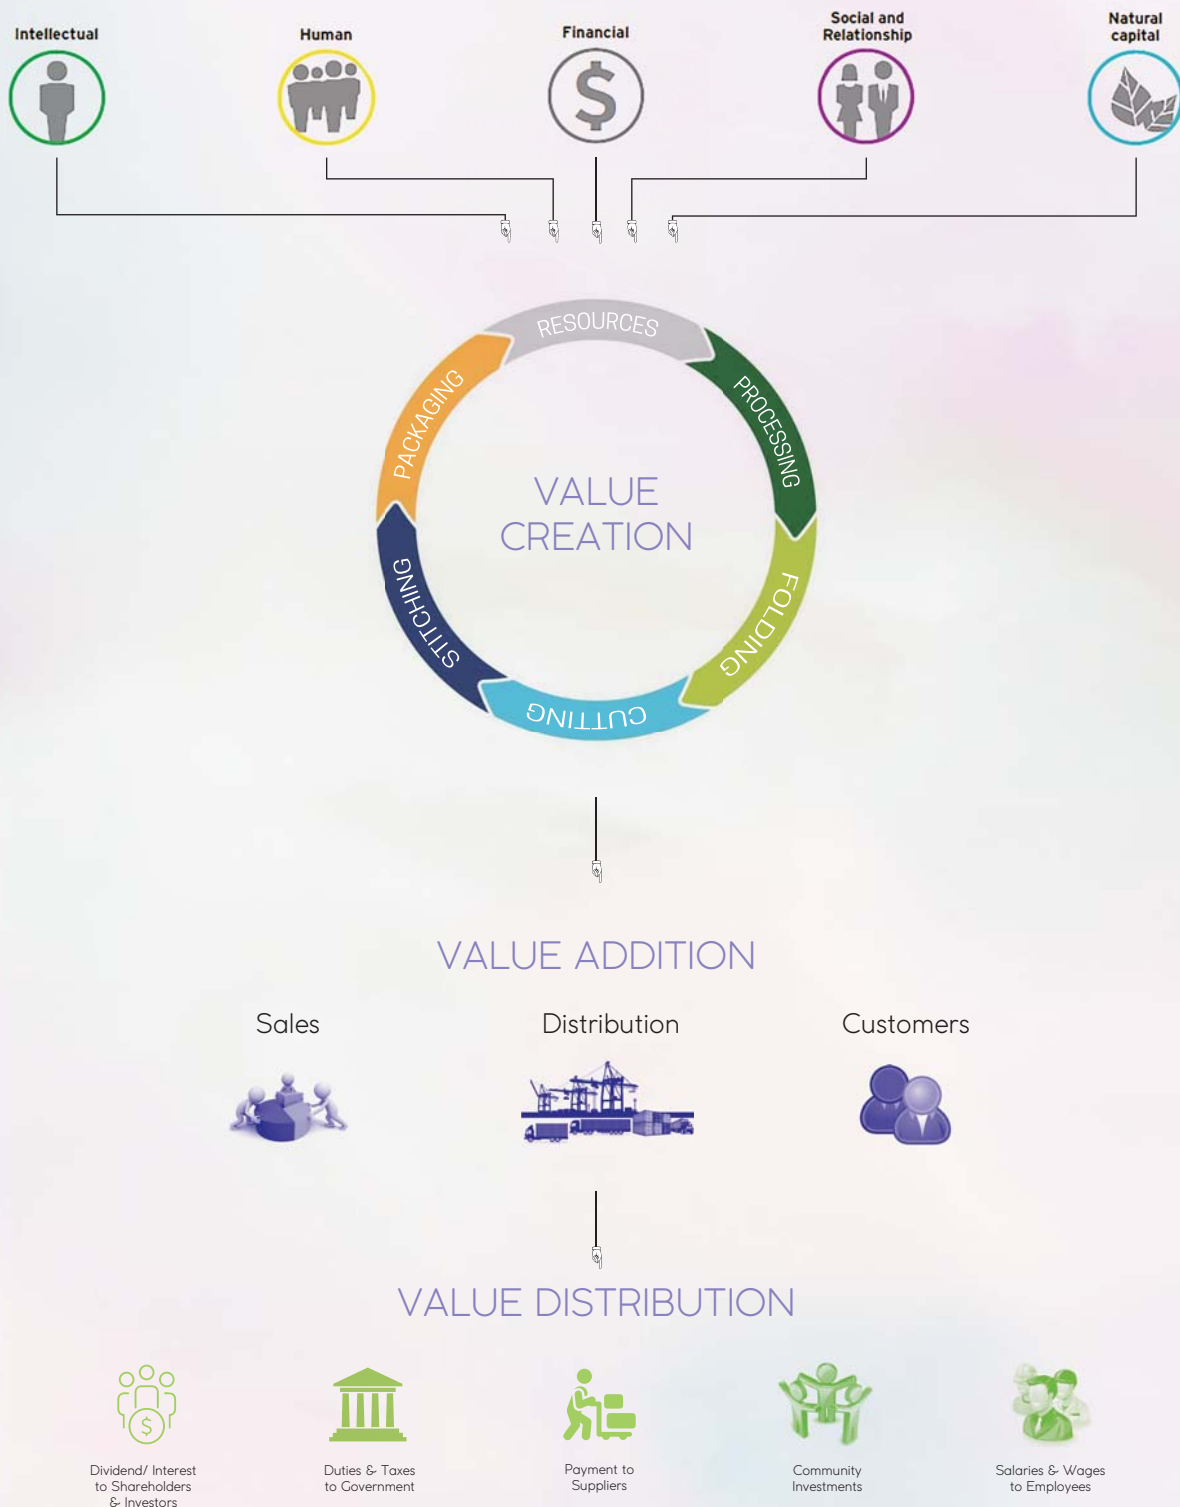 Intellectual
Human
Financial
Social and
Relationship
Natural
capital
$
RESOURCES
PROCESSING
FOLDING
CUTTING
STITCHING
PACKAGING
VALUE
CREATION
VALUE ADDITION
Sales
Distribution
Customers
VALUE DISTRIBUTION
$
Dividend/ Interest
to Shareholders
& Investors
Duties & Taxes
to Government
Payment to
Suppliers
Community
Investments
Salaries & Wages
to Employees